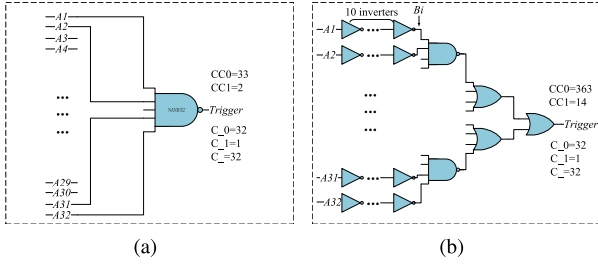 A1
A2
A3
A4
A29
A30
A31
A32
NAND32
Trigger
CC0=33
CC1=2
C_0=32
C_1=1
C_=32
(a)
10 inverters
Bi
A1
A2
A31
A32
CC0=363
CC1=14
Trigger
C_0=32
C_1=1
C_=32
(b)